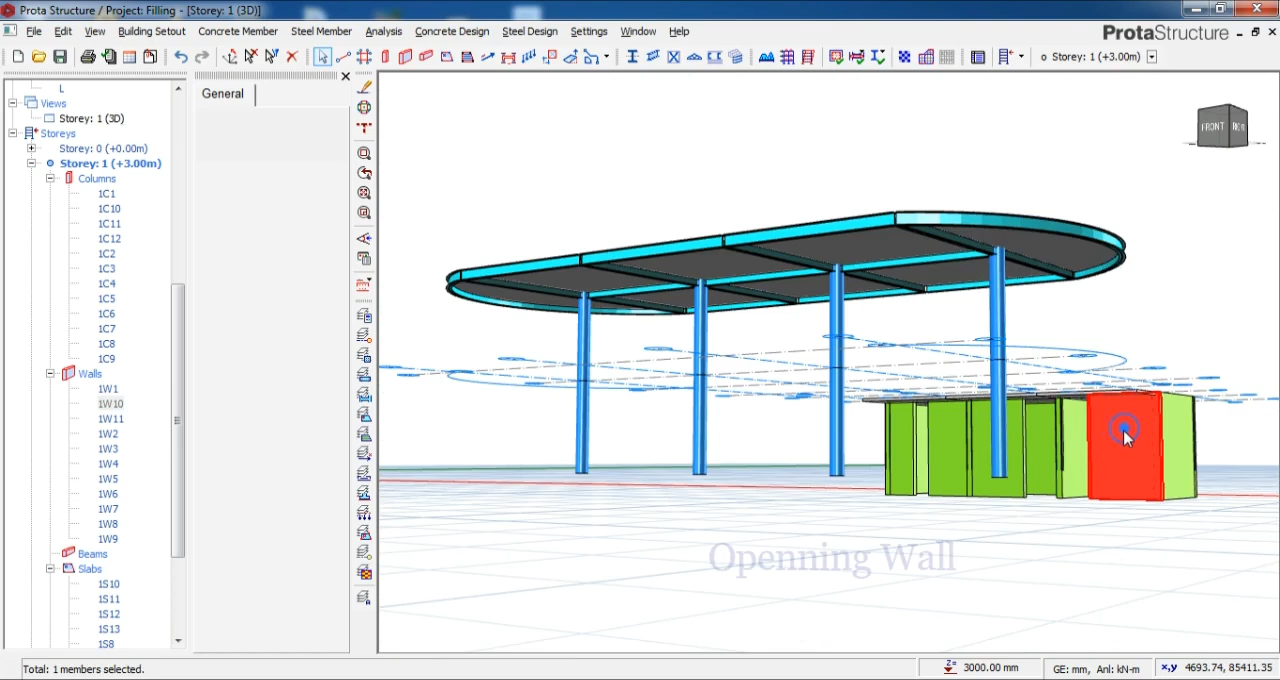 Prota Structure / Project: Filling - [Storey: 1 (3D)]
File Edit View Building Setout Concrete Member Steel Member Analysis Concrete Design Steel Design Settings Window Help
ProtaStructure
Storey: 1 (+3.00m)
L
Views
Storey: 1 (3D)
Storeys
Storey: 0 (+0.00m)
Storey: 1 (+3.00m)
Columns
1C1
1C10
1C11
1C12
1C2
1C3
1C4
1C5
1C6
1C7
1C8
1C9
Walls
1W1
1W10
1W11
1W2
1W3
1W4
1W5
1W6
1W7
1W8
1W9
Beams
Slabs
1S10
1S11
1S12
1S13
1S8
General
FRONT
Openning Wall
Total: 1 members selected.
3000.00 mm
GE: mm, Anl: kN-m
x,y 4693.74, 85411.35